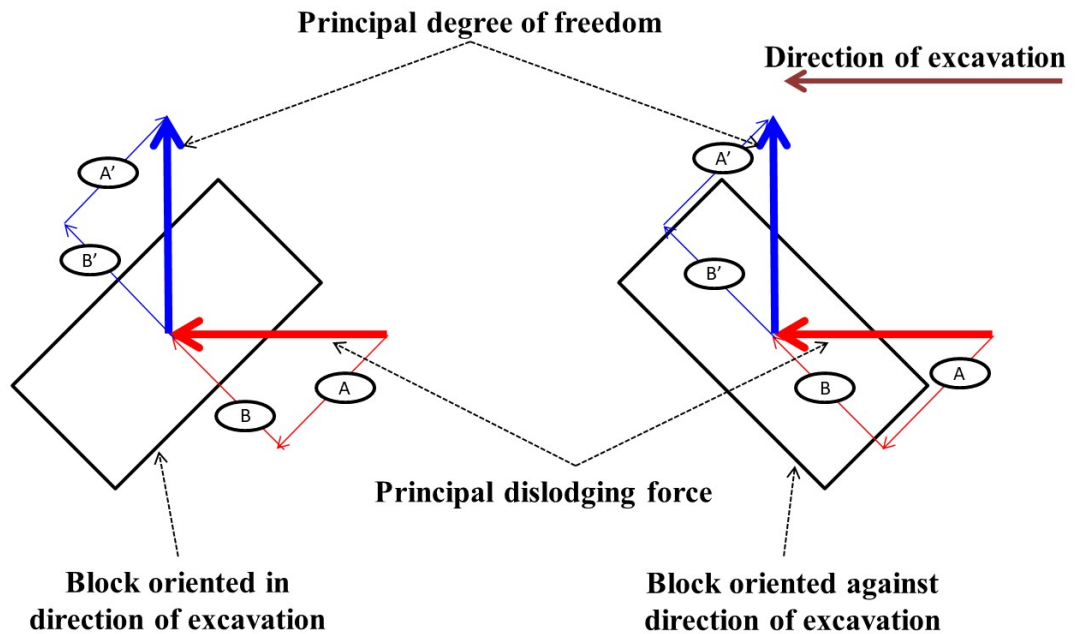 Principal degree of freedom
Direction of excavation
A’
A’
B’
B’
A
A
B
B
Principal dislodging force
Block oriented in
direction of excavation
Block oriented against
direction of excavation